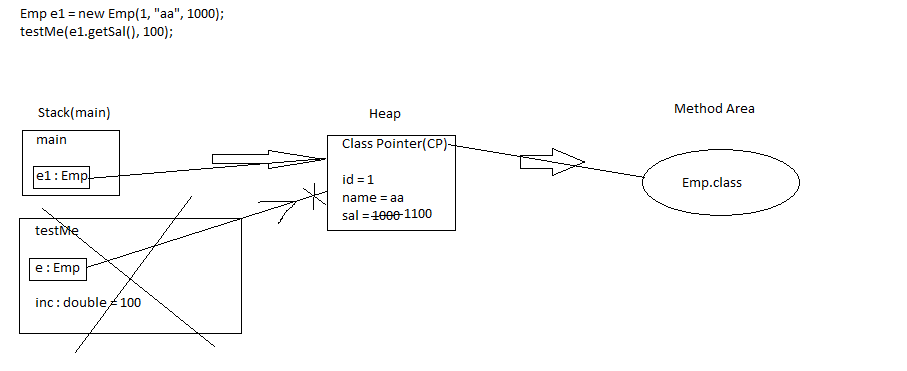 Emp e1 = new Emp(1, "aa", 1000);
testMe(e1.getSal(), 100);
Stack(main)
Heap
Method Area
main
e1 : Emp
Class Pointer(CP)
id = 1
name = aa
sal = 1000 1100
Emp.class
testMe
e : Emp
inc : double = 100